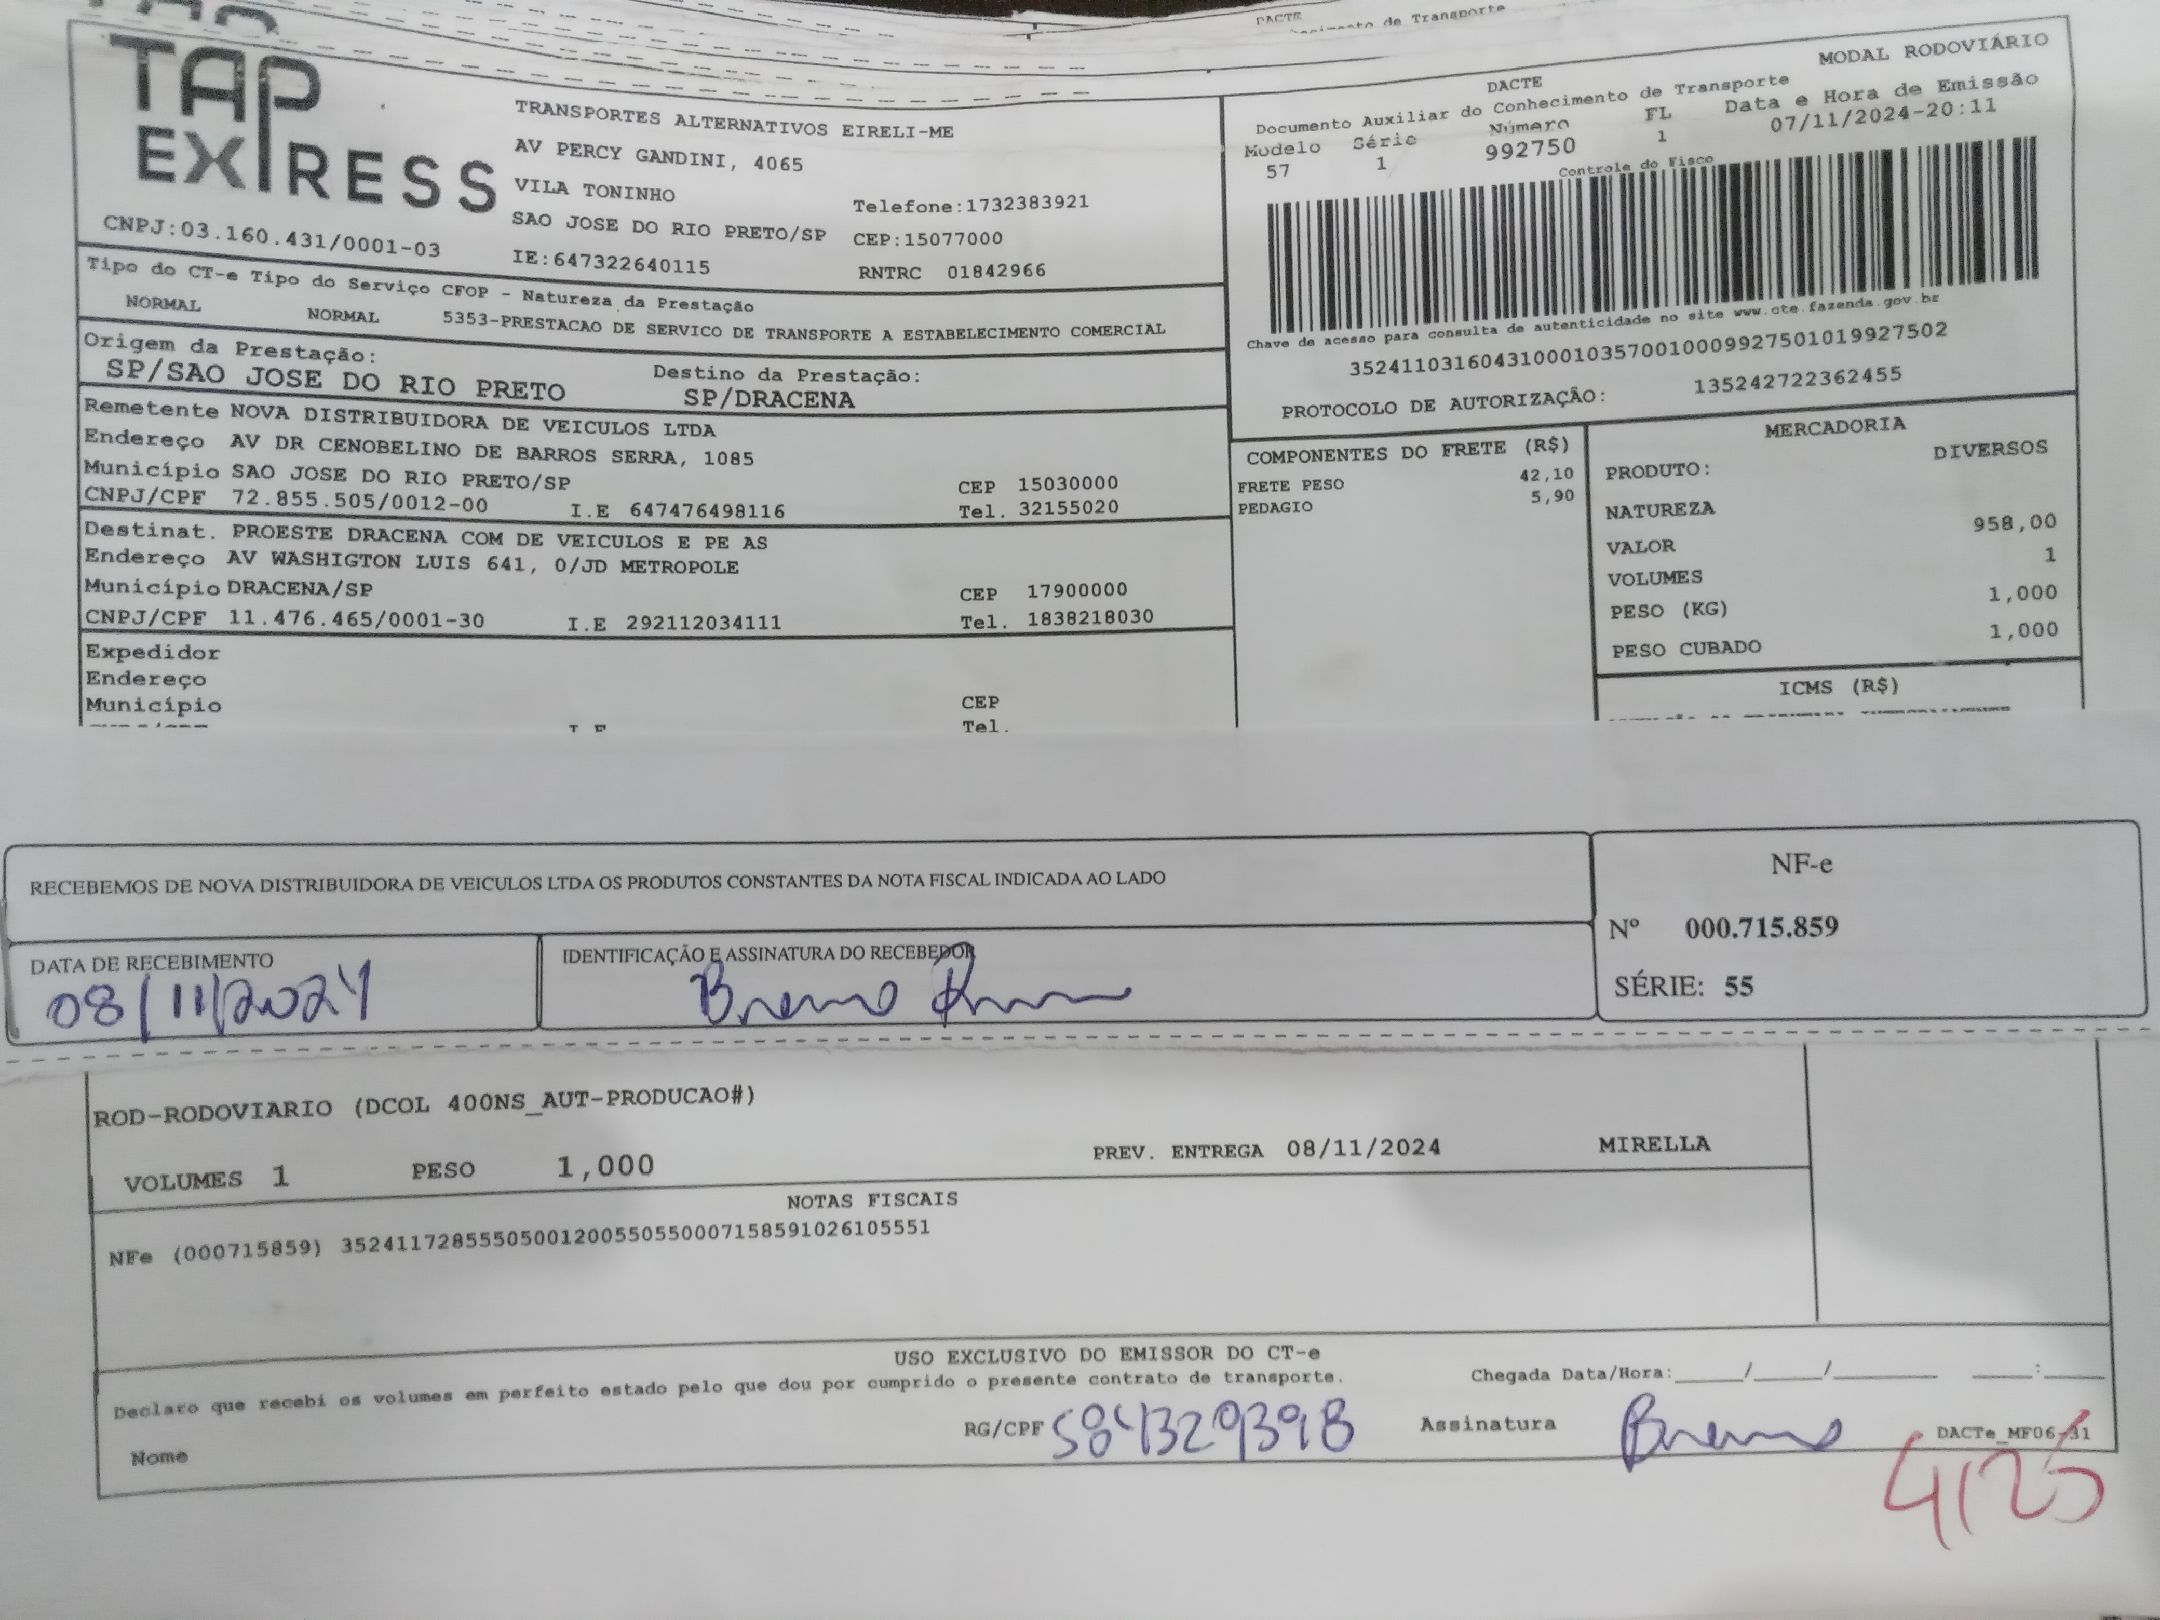 DACTE
de Transporte
TAP
EXPRESS
CNPJ:03.160.431/0001-03
TRANSPORTES ALTERNATIVOS EIRELI-ME
AV PERCY GANDINI, 4065
VILA TONINHO
Telefone:1732383921
SAO JOSE DO RIO PRETO/SP CEP:15077000
IE:647322640115 RNTRC 01842966
MODAL RODOVIÁRIO
DACTE
Documento Auxiliar do Conhecimento de Transporte
Modelo Série Número FL Data e Hora de Emissão
57 1 992750 1 07/11/2024-20:11
Controle do Fisco
Chave de acesso para consulta de autenticidade no site www.cte.fazenda.gov.br
35241103160431000103570010009927501019927502
PROTOCOLO DE AUTORIZAÇÃO: 135242722362455
Tipo do CT-e Tipo do Serviço CFOP - Natureza da Prestação
NORMAL NORMAL 5353-PRESTACAO DE SERVICO DE TRANSPORTE A ESTABELECIMENTO COMERCIAL
Origem da Prestação: Destino da Prestação:
SP/SAO JOSE DO RIO PRETO SP/DRACENA
Remetente NOVA DISTRIBUIDORA DE VEICULOS LTDA
Endereço AV DR CENOBELINO DE BARROS SERRA, 1085
Município SAO JOSE DO RIO PRETO/SP CEP 15030000
CNPJ/CPF 72.855.505/0012-00 I.E 647476498116 Tel. 32155020
Destinat. PROESTE DRACENA COM DE VEICULOS E PE AS
Endereço AV WASHIGTON LUIS 641, 0/JD METROPOLE
Município DRACENA/SP CEP 17900000
CNPJ/CPF 11.476.465/0001-30 I.E 292112034111 Tel. 1838218030
Expedidor
Endereço
Município CEP
Tel.
COMPONENTES DO FRETE (R$)
FRETE PESO 42,10
PEDAGIO 5,90
MERCADORIA
PRODUTO: DIVERSOS
NATUREZA
VALOR 958,00
VOLUMES 1
PESO (KG) 1,000
PESO CUBADO 1,000
ICMS (R$)
RECEBEMOS DE NOVA DISTRIBUIDORA DE VEICULOS LTDA OS PRODUTOS CONSTANTES DA NOTA FISCAL INDICADA AO LADO
DATA DE RECEBIMENTO
08/11/2024
IDENTIFICAÇÃO E ASSINATURA DO RECEBEDOR
Breno
NF-e
Nº 000.715.859
SÉRIE: 55
ROD-RODOVIARIO (DCOL 400NS_AUT-PRODUCAO#)
VOLUMES 1 PESO 1,000 PREV. ENTREGA 08/11/2024 MIRELLA
NOTAS FISCAIS
NFe (000715859) 35241172855505001200550550007158591026105551
USO EXCLUSIVO DO EMISSOR DO CT-e
Declaro que recebi os volumes em perfeito estado pelo que dou por cumprido o presente contrato de transporte. Chegada Data/Hora:_____/_____/________ _____:_____
Nome RG/CPF 584329398 Assinatura Breno DACTe_MF06/31
4125